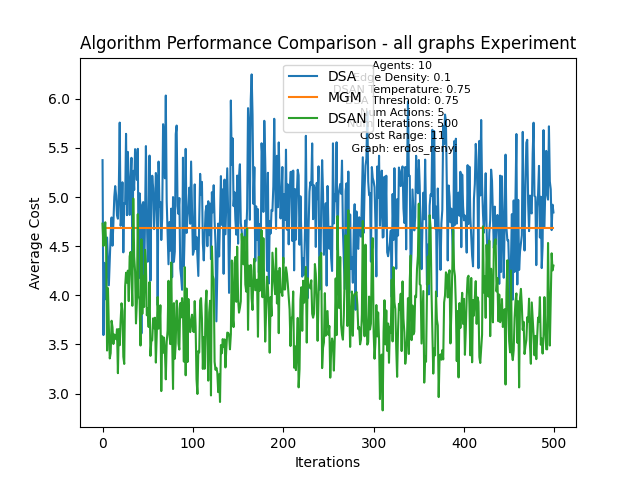 Algorithm Performance Comparison - all graphs Experiment
Agents: 10
Edge Density: 0.1
DSAN Temperature: 0.75
Threshold: 0.75
Num Actions: 5
Num Iterations: 500
Cost Range: 11
Graph: erdos_renyi
DSA
MGM
DSAN
Average Cost
6.0
5.5
5.0
4.5
4.0
3.5
3.0
0
100
200
300
400
500
Iterations